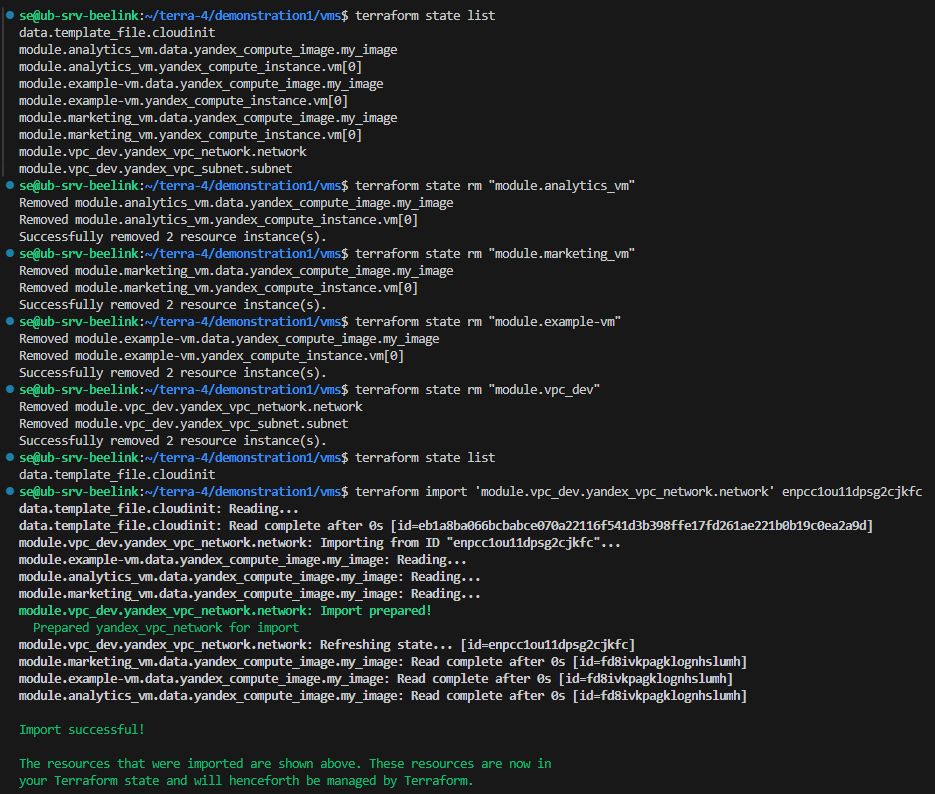 se@ub-srv-beelink:~/terra-4/demonstration1/vms$ terraform state list
data.template_file.cloudinit
module.analytics_vm.data.yandex_compute_image.my_image
module.analytics_vm.yandex_compute_instance.vm[0]
module.example-vm.data.yandex_compute_image.my_image
module.example-vm.yandex_compute_instance.vm[0]
module.marketing_vm.data.yandex_compute_image.my_image
module.marketing_vm.yandex_compute_instance.vm[0]
module.vpc_dev.yandex_vpc_network.network
module.vpc_dev.yandex_vpc_subnet.subnet
se@ub-srv-beelink:~/terra-4/demonstration1/vms$ terraform state rm "module.analytics_vm"
Removed module.analytics_vm.data.yandex_compute_image.my_image
Removed module.analytics_vm.yandex_compute_instance.vm[0]
Successfully removed 2 resource instance(s).
se@ub-srv-beelink:~/terra-4/demonstration1/vms$ terraform state rm "module.marketing_vm"
Removed module.marketing_vm.data.yandex_compute_image.my_image
Removed module.marketing_vm.yandex_compute_instance.vm[0]
Successfully removed 2 resource instance(s).
se@ub-srv-beelink:~/terra-4/demonstration1/vms$ terraform state rm "module.example-vm"
Removed module.example-vm.data.yandex_compute_image.my_image
Removed module.example-vm.yandex_compute_instance.vm[0]
Successfully removed 2 resource instance(s).
se@ub-srv-beelink:~/terra-4/demonstration1/vms$ terraform state rm "module.vpc_dev"
Removed module.vpc_dev.yandex_vpc_network.network
Removed module.vpc_dev.yandex_vpc_subnet.subnet
Successfully removed 2 resource instance(s).
se@ub-srv-beelink:~/terra-4/demonstration1/vms$ terraform state list
data.template_file.cloudinit
se@ub-srv-beelink:~/terra-4/demonstration1/vms$ terraform import 'module.vpc_dev.yandex_vpc_network.network' enpcc1ou11dpsg2cjkfc
data.template_file.cloudinit: Reading...
data.template_file.cloudinit: Read complete after 0s [id=eb1a8ba066bcbabce070a22116f541d3b398ffe17fd261ae221b0b19c0ea2a9d]
module.vpc_dev.yandex_vpc_network.network: Importing from ID "enpcc1ou11dpsg2cjkfc"...
module.example-vm.data.yandex_compute_image.my_image: Reading...
module.analytics_vm.data.yandex_compute_image.my_image: Reading...
module.marketing_vm.data.yandex_compute_image.my_image: Reading...
module.vpc_dev.yandex_vpc_network.network: Import prepared!
  Prepared yandex_vpc_network for import
module.vpc_dev.yandex_vpc_network.network: Refreshing state... [id=enpcc1ou11dpsg2cjkfc]
module.marketing_vm.data.yandex_compute_image.my_image: Read complete after 0s [id=fd8ivkpagklognhslumh]
module.example-vm.data.yandex_compute_image.my_image: Read complete after 0s [id=fd8ivkpagklognhslumh]
module.analytics_vm.data.yandex_compute_image.my_image: Read complete after 0s [id=fd8ivkpagklognhslumh]
Import successful!
The resources that were imported are shown above. These resources are now in
your Terraform state and will henceforth be managed by Terraform.